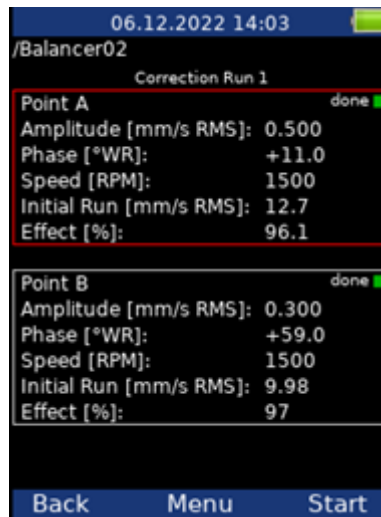 06.12.2022 14:03
/Balancer02
Correction Run 1
Point A done
Amplitude [mm/s RMS]: 0.500
Phase [°WR]: +11.0
Speed [RPM]: 1500
Initial Run [mm/s RMS]: 12.7
Effect [%]: 96.1
Point B done
Amplitude [mm/s RMS]: 0.300
Phase [°WR]: +59.0
Speed [RPM]: 1500
Initial Run [mm/s RMS]: 9.98
Effect [%]: 97
Back Menu Start